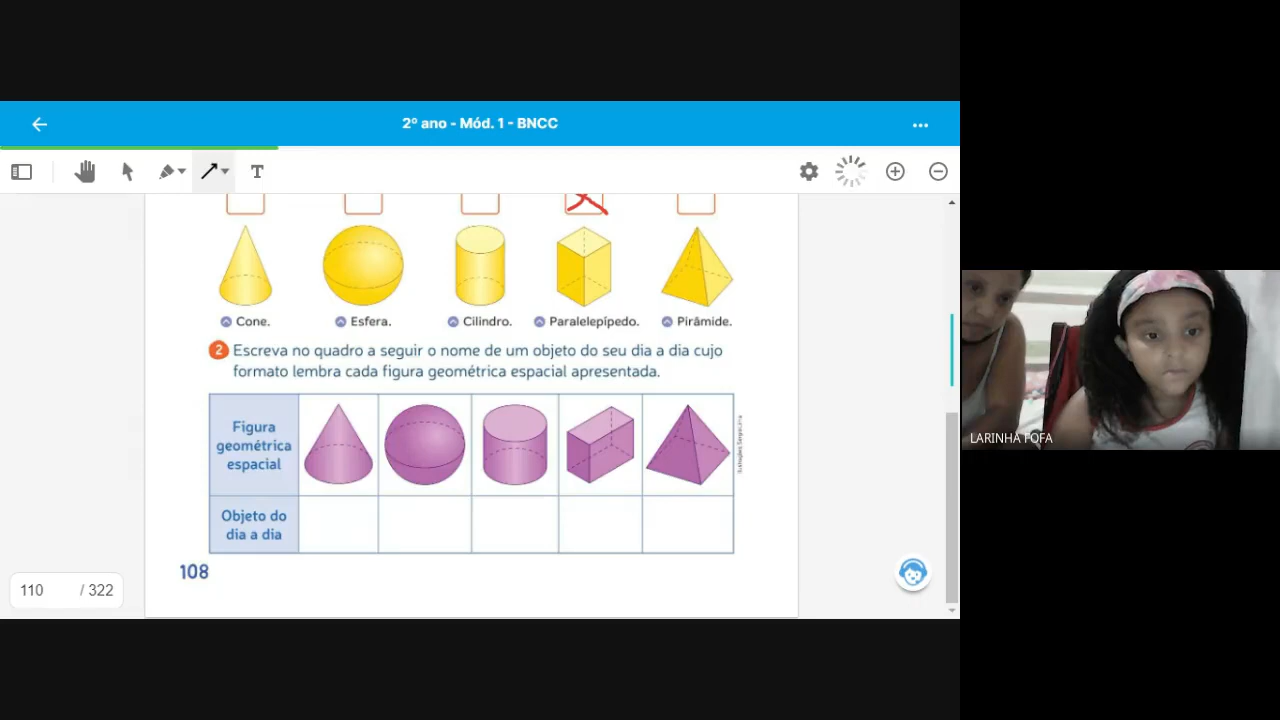 2º ano - Mód. 1 - BNCC
T
Cone.
Esfera.
Cilindro.
Paralelepípedo.
Pirâmide.
2 Escreva no quadro a seguir o nome de um objeto do seu dia a dia cujo
formato lembra cada figura geométrica espacial apresentada.
Figura
geométrica
espacial
Objeto do
dia a dia
108
110 / 322
LARINHA FOFA